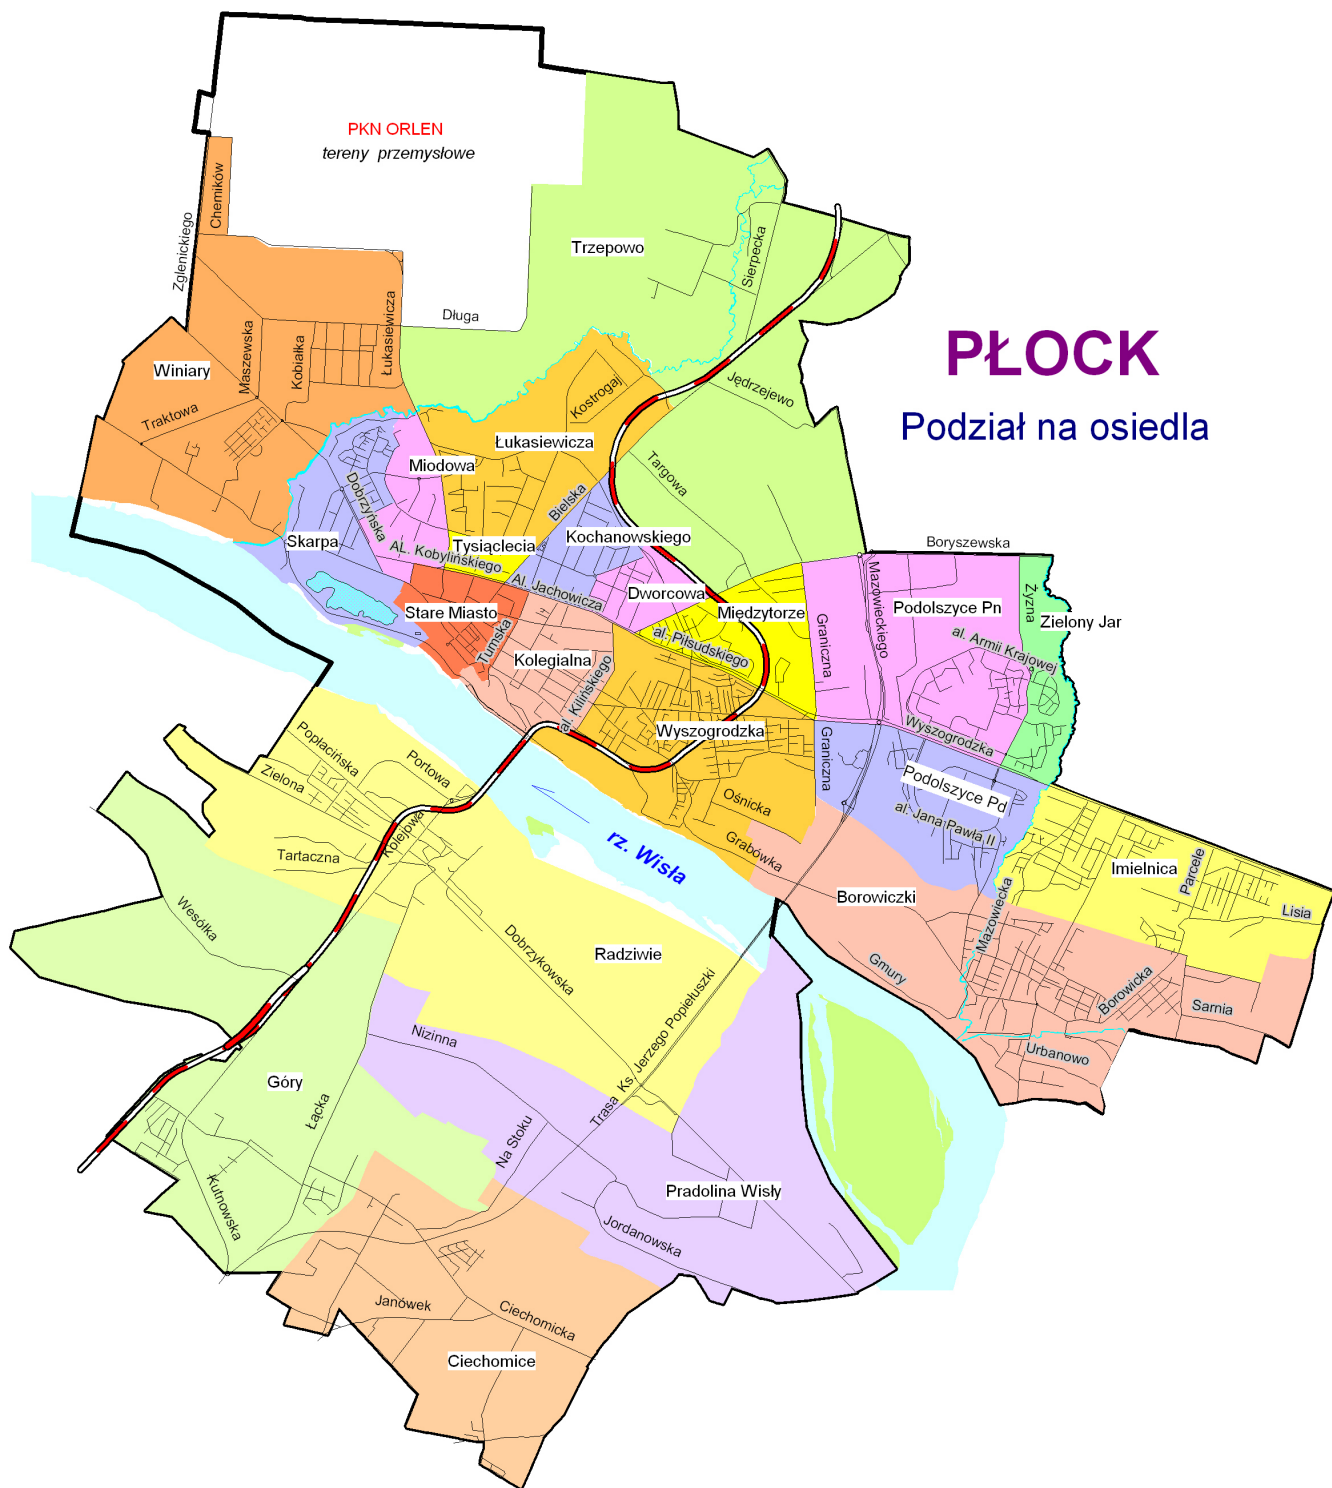 PKN ORLEN
tereny przemysłowe
Chemików
Zglenickiego
Trzepowo
Sierpecka
Długa
Łukasiewicza
Maszewska
Kobiałka
Winiary
Traktowa
PŁOCK
Podział na osiedla
Jędrzejewo
Kostrogaj
Łukasiewicza
Miodowa
Targowa
Bielska
Dobrzyńska
Skarpa
AL. Kobylińskiego
Tysiąclecia
Kochanowskiego
Al. Jachowicza
Dworcowa
Boryszewska
Mazowieckiego
Żyzna
Stare Miasto
Międzytorze
Podolszyce Pn
Zielony Jar
al. Armii Krajowej
Graniczna
al. Piłsudskiego
Tumska
Kolegialna
al. Kilińskiego
Wyszogrodzka
Wyszogrodzka
Graniczna
Podolszyce Pd
al. Jana Pawła II
Ośnicka
Grabówka
Popłacińska
Portowa
Zielona
Kolejowa
Tartaczna
rz. Wisła
Imielnica
Parcele
Lisia
Borowiczki
Mazowiecka
Wesółka
Dobrzykowska
Radziwie
Gmury
Borowicka
Sarnia
Urbanowo
Nizinna
Trasa Ks. Jerzego Popiełuszki
Góry
Łącka
Na Stoku
Pradolina Wisły
Kutnowska
Jordanowska
Janówek
Ciechomicka
Ciechomice